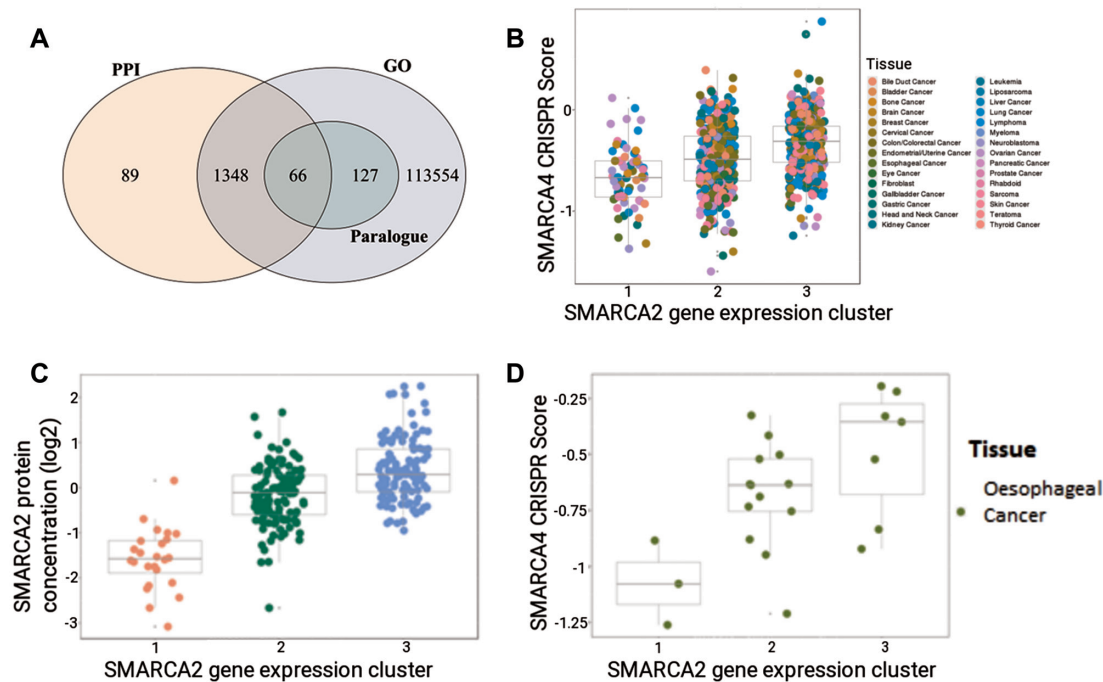 A
PPI
GO
89
1348
66
127
113554
Paralogue
B
SMARCA4 CRISPR Score
0
-1
1
2
3
SMARCA2 gene expression cluster
Tissue
Bile Duct Cancer
Bladder Cancer
Bone Cancer
Brain Cancer
Breast Cancer
Cervical Cancer
Colon/Colorectal Cancer
Endometrial/Uterine Cancer
Esophageal Cancer
Eye Cancer
Fibroblast
Gallbladder Cancer
Gastric Cancer
Head and Neck Cancer
Kidney Cancer
Leukemia
Liposarcoma
Liver Cancer
Lung Cancer
Lymphoma
Myeloma
Neuroblastoma
Ovarian Cancer
Pancreatic Cancer
Prostate Cancer
Rhabdoid
Sarcoma
Skin Cancer
Teratoma
Thyroid Cancer
C
SMARCA2 protein
concentration (log2)
2
1
0
-1
-2
-3
1
2
3
SMARCA2 gene expression cluster
D
SMARCA4 CRISPR Score
-0.25
-0.5
-0.75
-1
-1.25
1
2
3
SMARCA2 gene expression cluster
Tissue
Oesophageal
Cancer